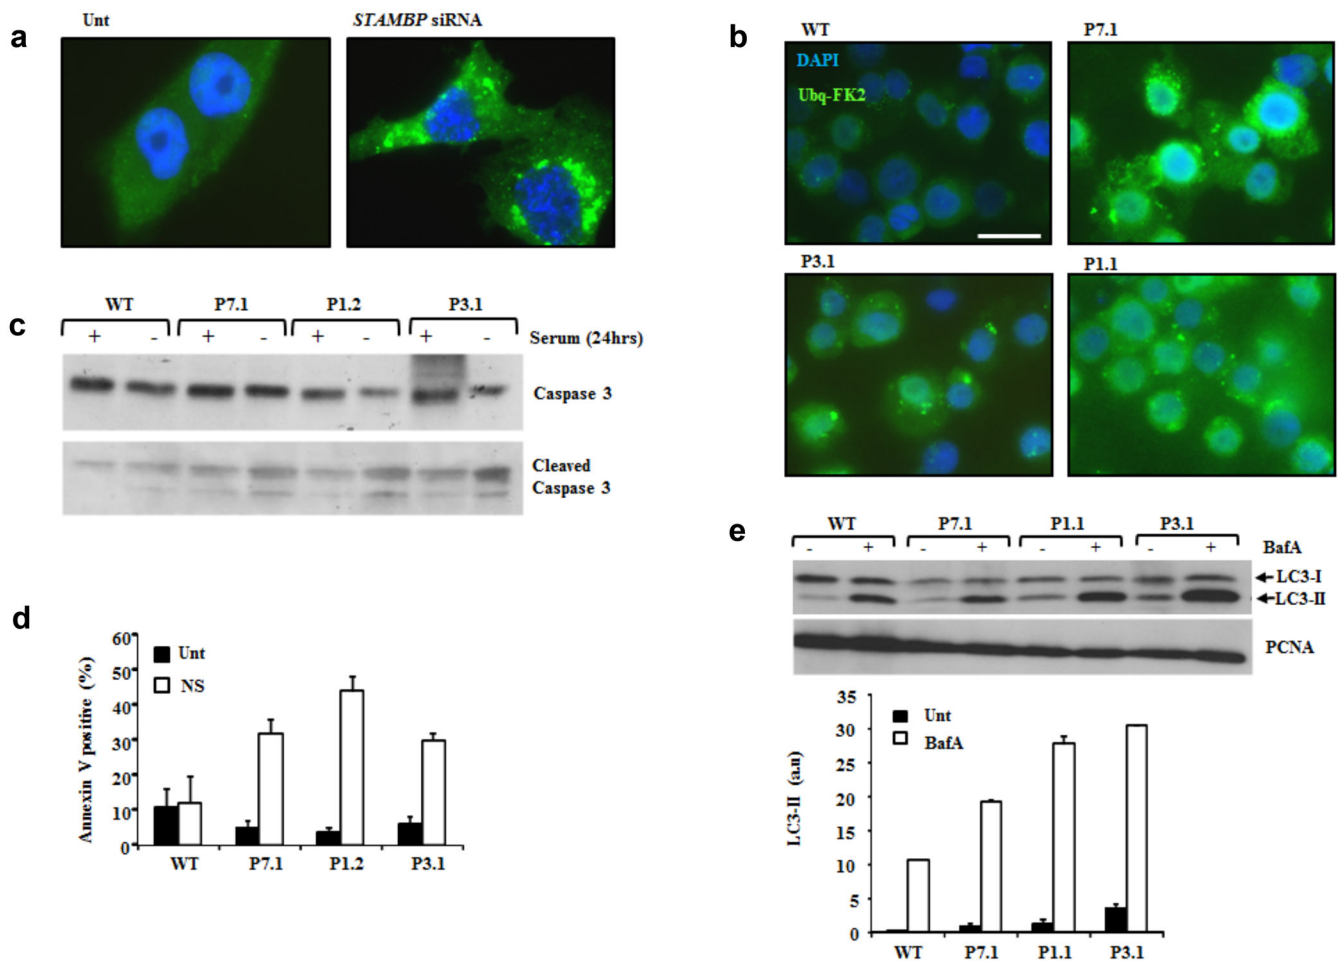 a
Unt
STAMBP siRNA
b
WT
P7.1
DAPI
Ubq-FK2
P3.1
P1.1
c
WT P7.1 P1.2 P3.1
+ - + - + - + - Serum (24hrs)
Caspase 3
Cleaved
Caspase 3
d
Annexin V positive (%)
60
50
40
30
20
10
0
Unt
NS
WT P7.1 P1.2 P3.1
e
WT P7.1 P1.1 P3.1
- + - + - + - + BafA
LC3-I
LC3-II
PCNA
LC3-II (a.n)
35
30
25
20
15
10
5
0
Unt
BafA
WT P7.1 P1.1 P3.1